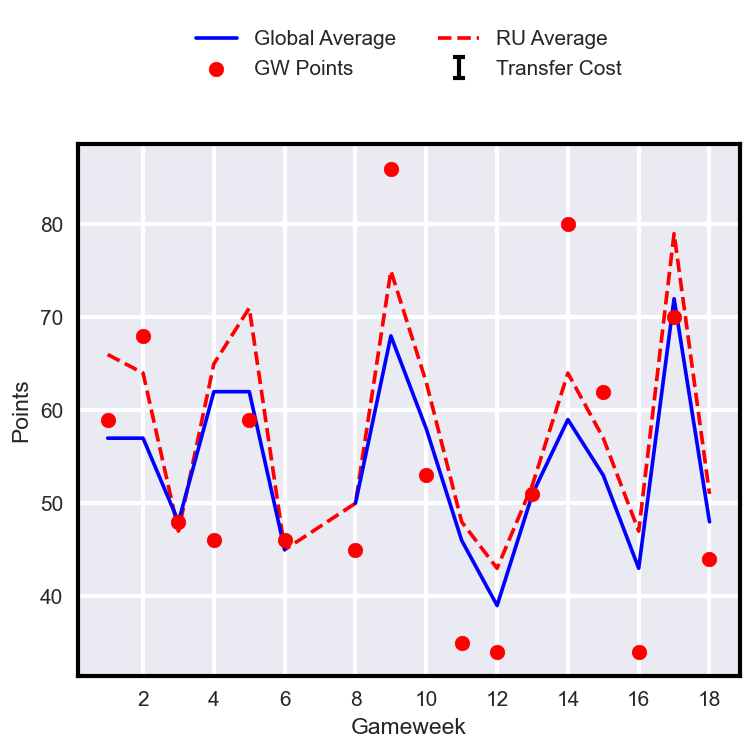 Global Average
RU Average
GW Points
Transfer Cost
80
70
60
50
40
Points
2 4 6 8 10 12 14 16 18
Gameweek